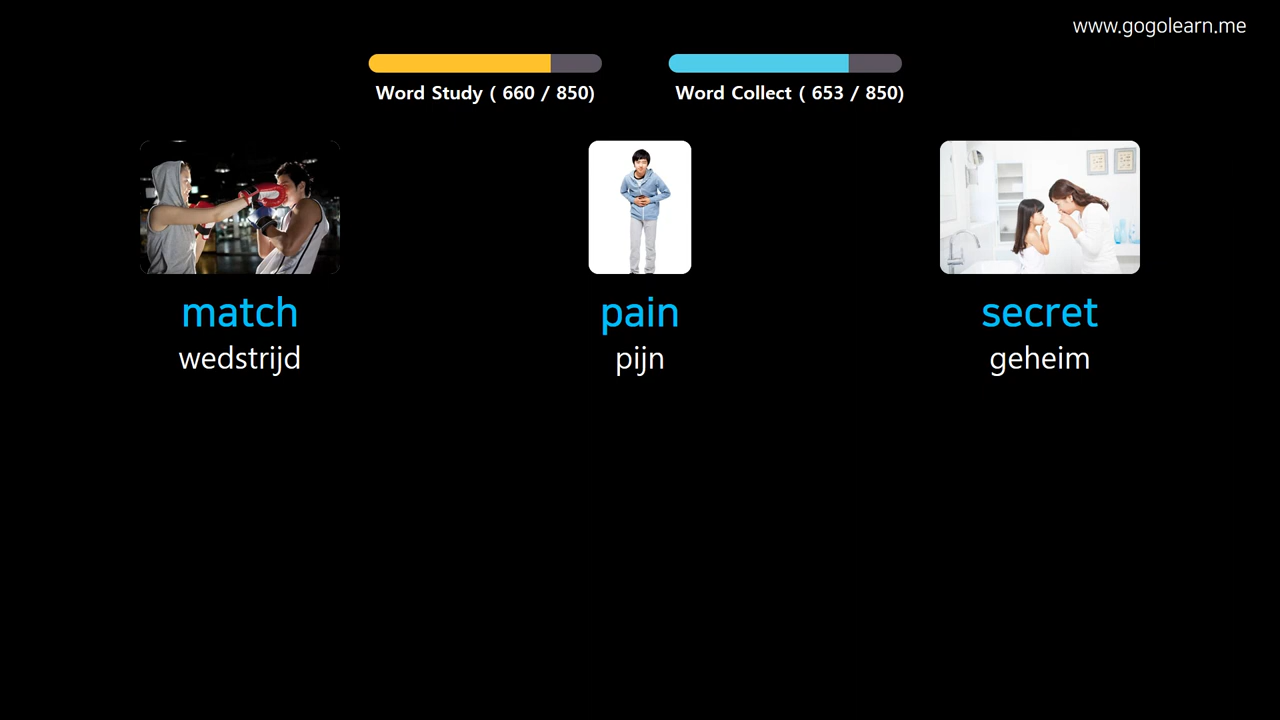 www.gogolearn.me
Word Study ( 660 / 850)
Word Collect ( 653 / 850)
match
pain
secret
wedstrijd
pijn
geheim